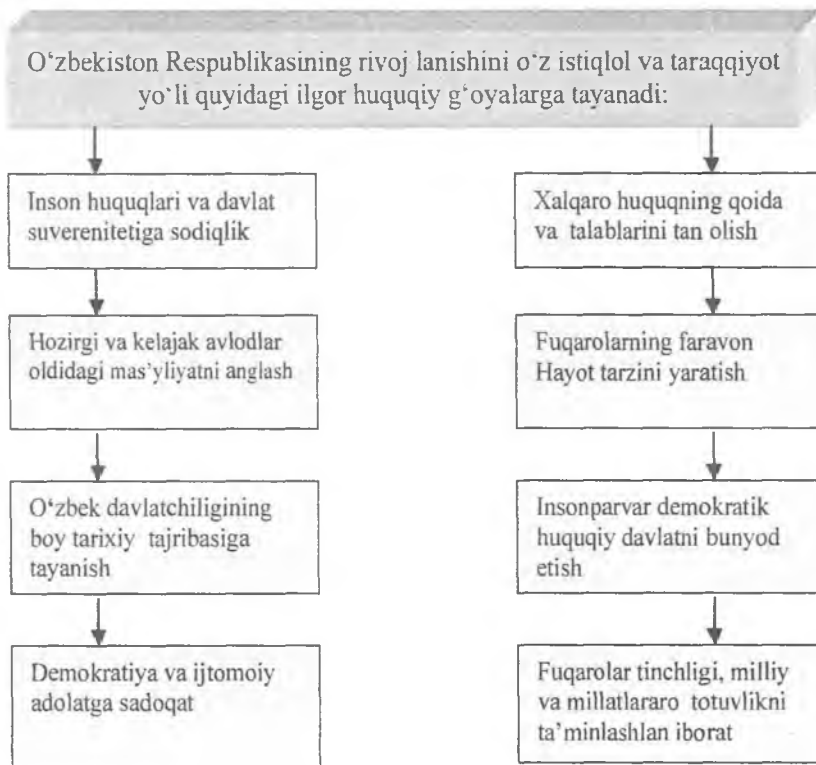 O‘zbekiston Respublikasining rivoj lanishini o‘z istiqlol va taraqqiyot
yo`li quyidagi ilgor huquqiy g‘oyalarga tayanadi:
Inson huquqlari va davlat
suverenitetiga sodiqlik
Hozirgi va kelajak avlodlar
oldidagi mas'yliyatni anglash
O‘zbek davlatchiligining
boy tarixiy tajribasiga
tayanish
Demokratiya va ijtomoiy
adolatga sadoqat
Xalqaro huquqning qoida
va talablarini tan olish
Fuqarolarning faravon
Hayot tarzini yaratish
Insonparvar demokratik
huquqiy davlatni bunyod
etish
Fuqarolar tinchligi, milliy
va millatlararo totuvlikni
ta’minlashlan iborat